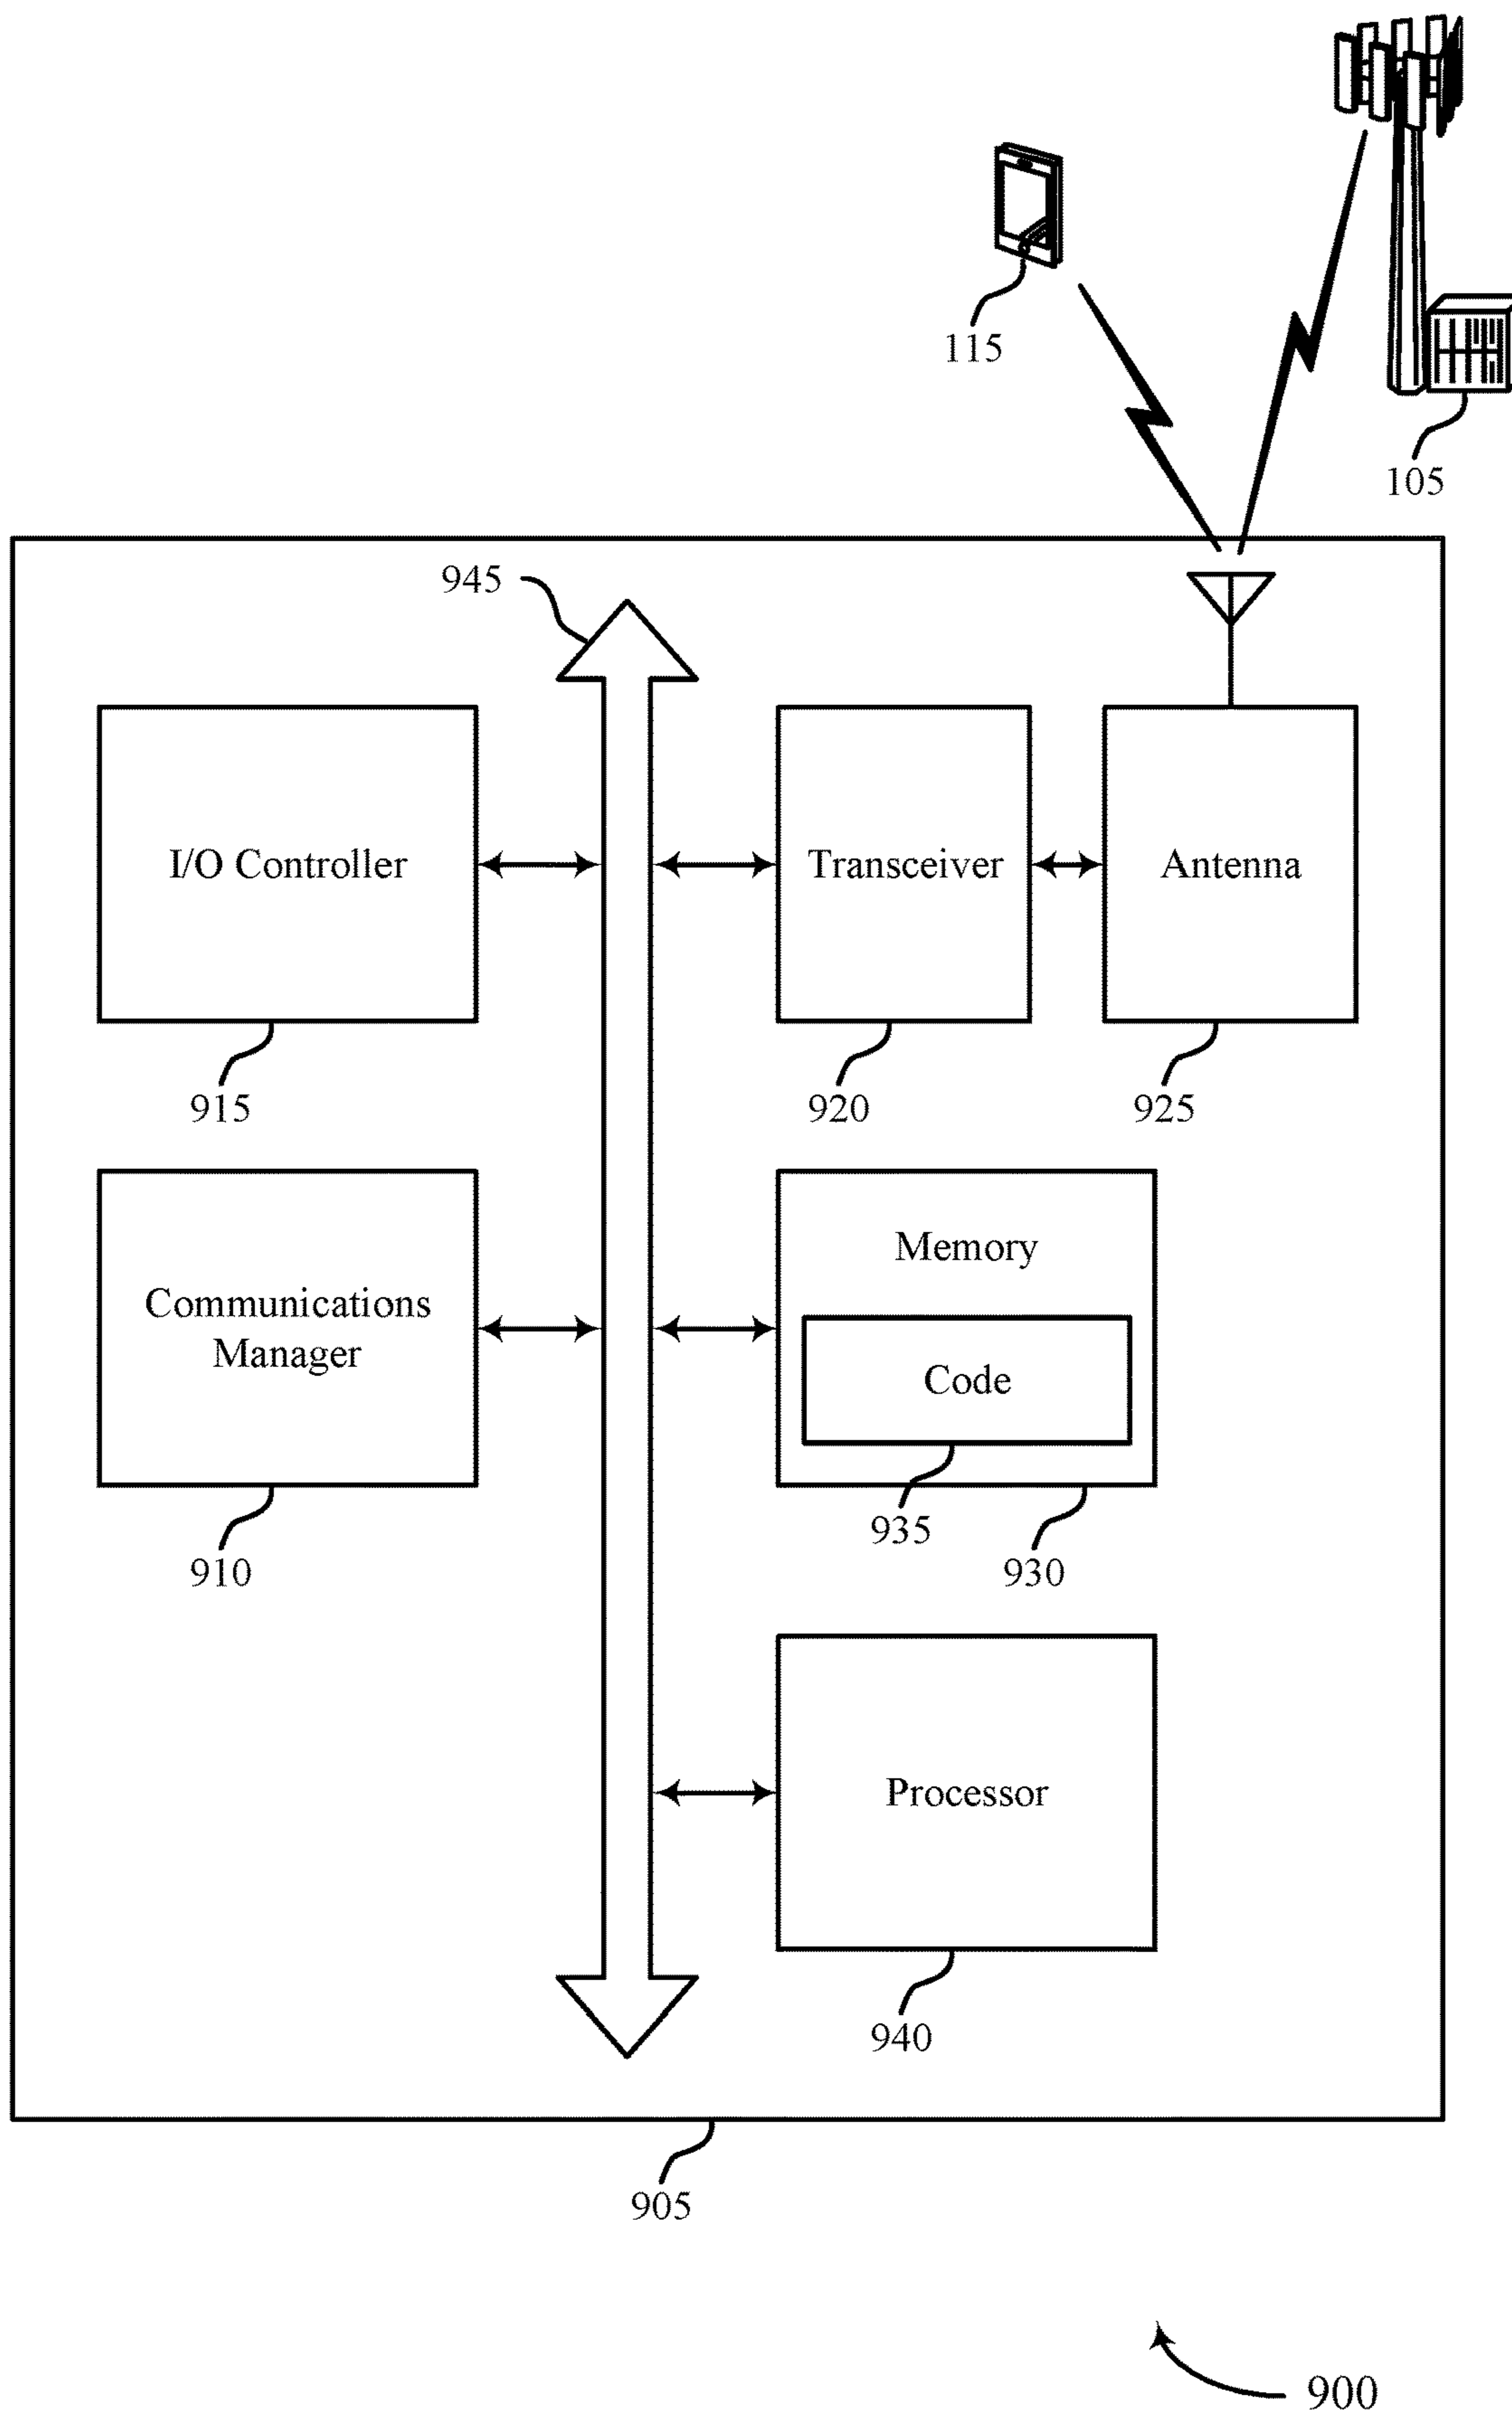 115
105
945
I/O Controller
Transceiver
Antenna
915
920
925
Communications
Manager
Memory
Code
910
935
930
Processor
940
905
900